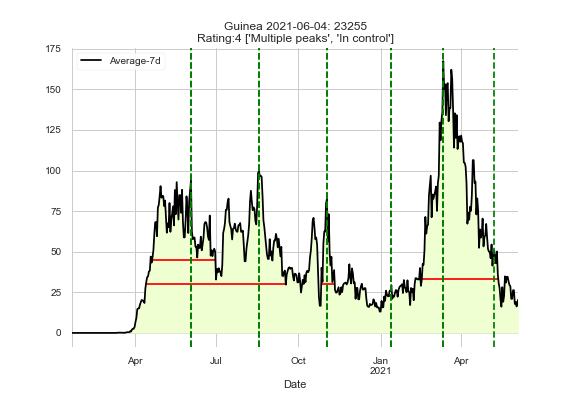 Guinea 2021-06-04: 23255
Rating:4 ['Multiple peaks', 'In control']
Average-7d
175
150
125
100
75
50
25
0
Apr
Jul
Oct
Jan
2021
Apr
Date